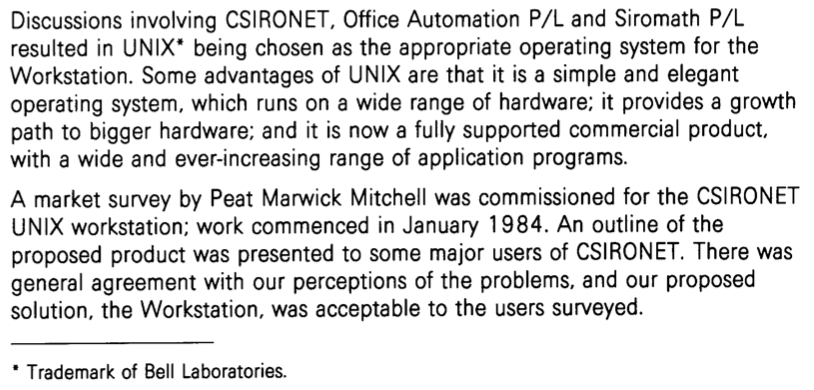 Discussions involving CSIRONET, Office Automation P/L and Siromath P/L
resulted in UNIX* being chosen as the appropriate operating system for the
Workstation. Some advantages of UNIX are that it is a simple and elegant
operating system, which runs on a wide range of hardware; it provides a growth
path to bigger hardware; and it is now a fully supported commercial product,
with a wide and ever-increasing range of application programs.
A market survey by Peat Marwick Mitchell was commissioned for the CSIRONET
UNIX workstation; work commenced in January 1984. An outline of the
proposed product was presented to some major users of CSIRONET. There was
general agreement with our perceptions of the problems, and our proposed
solution, the Workstation, was acceptable to the users surveyed.
* Trademark of Bell Laboratories.